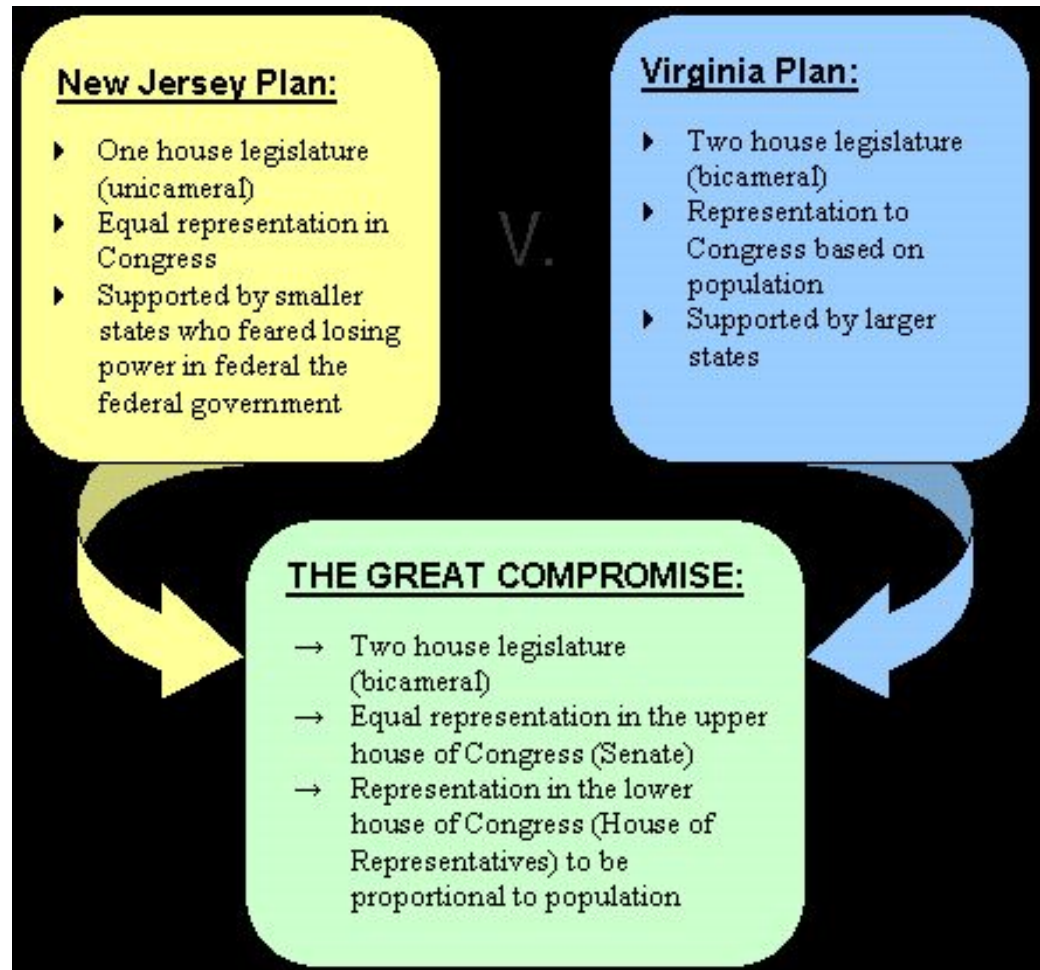 New Jersey Plan:
One house legislature
(unicameral)
Equal representation in
Congress
Supported by smaller
states who feared losing
power in federal the
federal government
V.
Virginia Plan:
Two house legislature
(bicameral)
Representation to
Congress based on
population
Supported by larger
states
THE GREAT COMPROMISE:
→ Two house legislature
(bicameral)
→ Equal representation in the upper
house of Congress (Senate)
→ Representation in the lower
house of Congress (House of
Representatives) to be
proportional to population